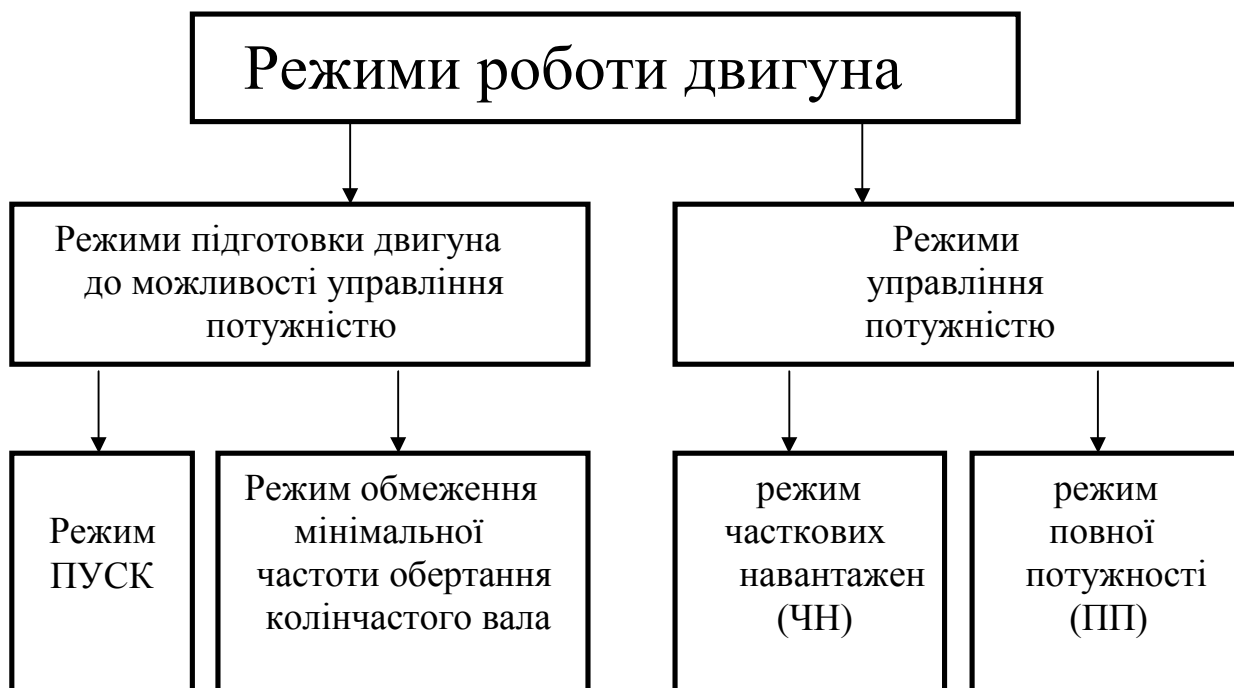 Режими роботи двигуна
Режими підготовки двигуна
до можливості управління
потужністю
Режими
управління
потужністю
Режим
ПУСК
Режим обмеження
мінімальної
частоти обертання
колінчастого вала
режим
часткових
навантажен
(ЧН)
режим
повної
потужності
(ПП)